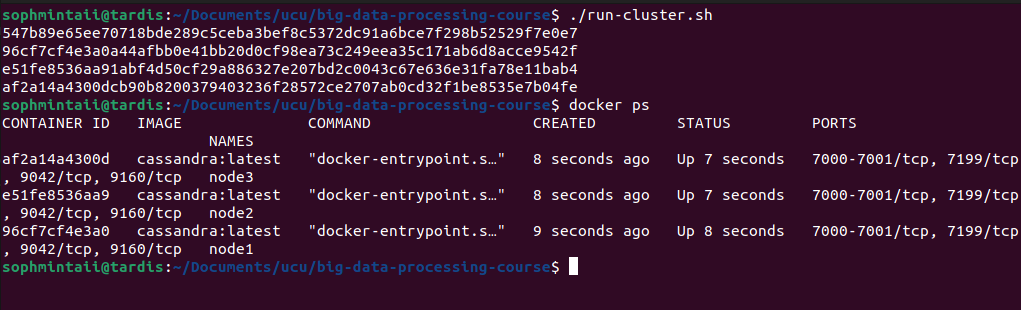 sophmintaii@tardis:~/Documents/ucu/big-data-processing-course$ ./run-cluster.sh
547b89e65ee70718bde289c5ceba3bef8c5372dc91a6bce7f298b52529f7e0e7
96cf7cf4e3a0a44afbb0e41bb20d0cf98ea73c249eea35c171ab6d8acce9542f
e51fe8536aa91abf4d50cf29a886327e207bd2c0043c67e636e31fa78e11bab4
af2a14a4300dcb90b8200379403236f28572ce2707ab0cd32f1be8535e7b04fe
sophmintaii@tardis:~/Documents/ucu/big-data-processing-course$ docker ps
CONTAINER ID   IMAGE              COMMAND                  CREATED         STATUS         PORTS
                       NAMES
af2a14a4300d   cassandra:latest   "docker-entrypoint.s…"   8 seconds ago   Up 7 seconds   7000-7001/tcp, 7199/tcp
, 9042/tcp, 9160/tcp   node3
e51fe8536aa9   cassandra:latest   "docker-entrypoint.s…"   8 seconds ago   Up 7 seconds   7000-7001/tcp, 7199/tcp
, 9042/tcp, 9160/tcp   node2
96cf7cf4e3a0   cassandra:latest   "docker-entrypoint.s…"   9 seconds ago   Up 8 seconds   7000-7001/tcp, 7199/tcp
, 9042/tcp, 9160/tcp   node1
sophmintaii@tardis:~/Documents/ucu/big-data-processing-course$